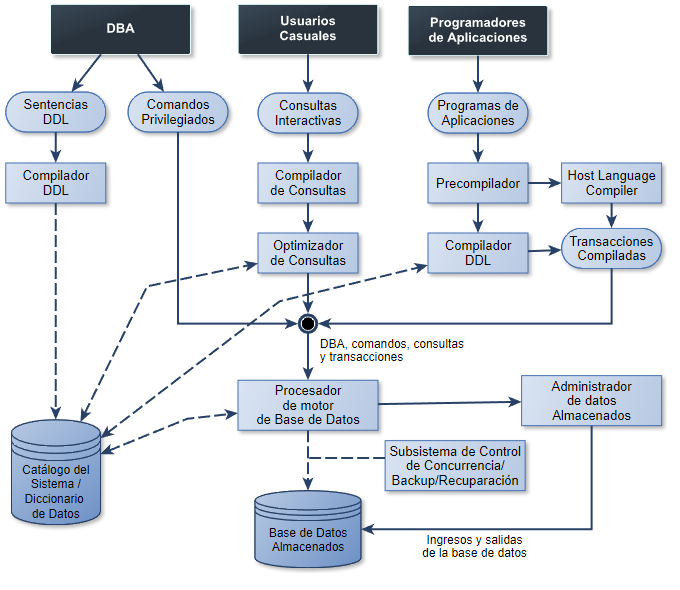 DBA
Usuarios
Casuales
Programadores
de Aplicaciones
Sentencias
DDL
Comandos
Privilegiados
Consultas
Interactivas
Programas de
Aplicaciones
Compilador
DDL
Compilador
de Consultas
Precompilador
Host Language
Compiler
Optimizador
de Consultas
Compilador
DDL
Transacciones
Compiladas
DBA, comandos, consultas
y transacciones
Procesador
de motor
de Base de Datos
Administrador
de datos
Almacenados
Catálogo del
Sistema /
Diccionario
de Datos
Subsistema de Control
de Concurrencia/
Backup/Recuparación
Base de Datos
Almacenados
Ingresos y salidas
de la base de datos